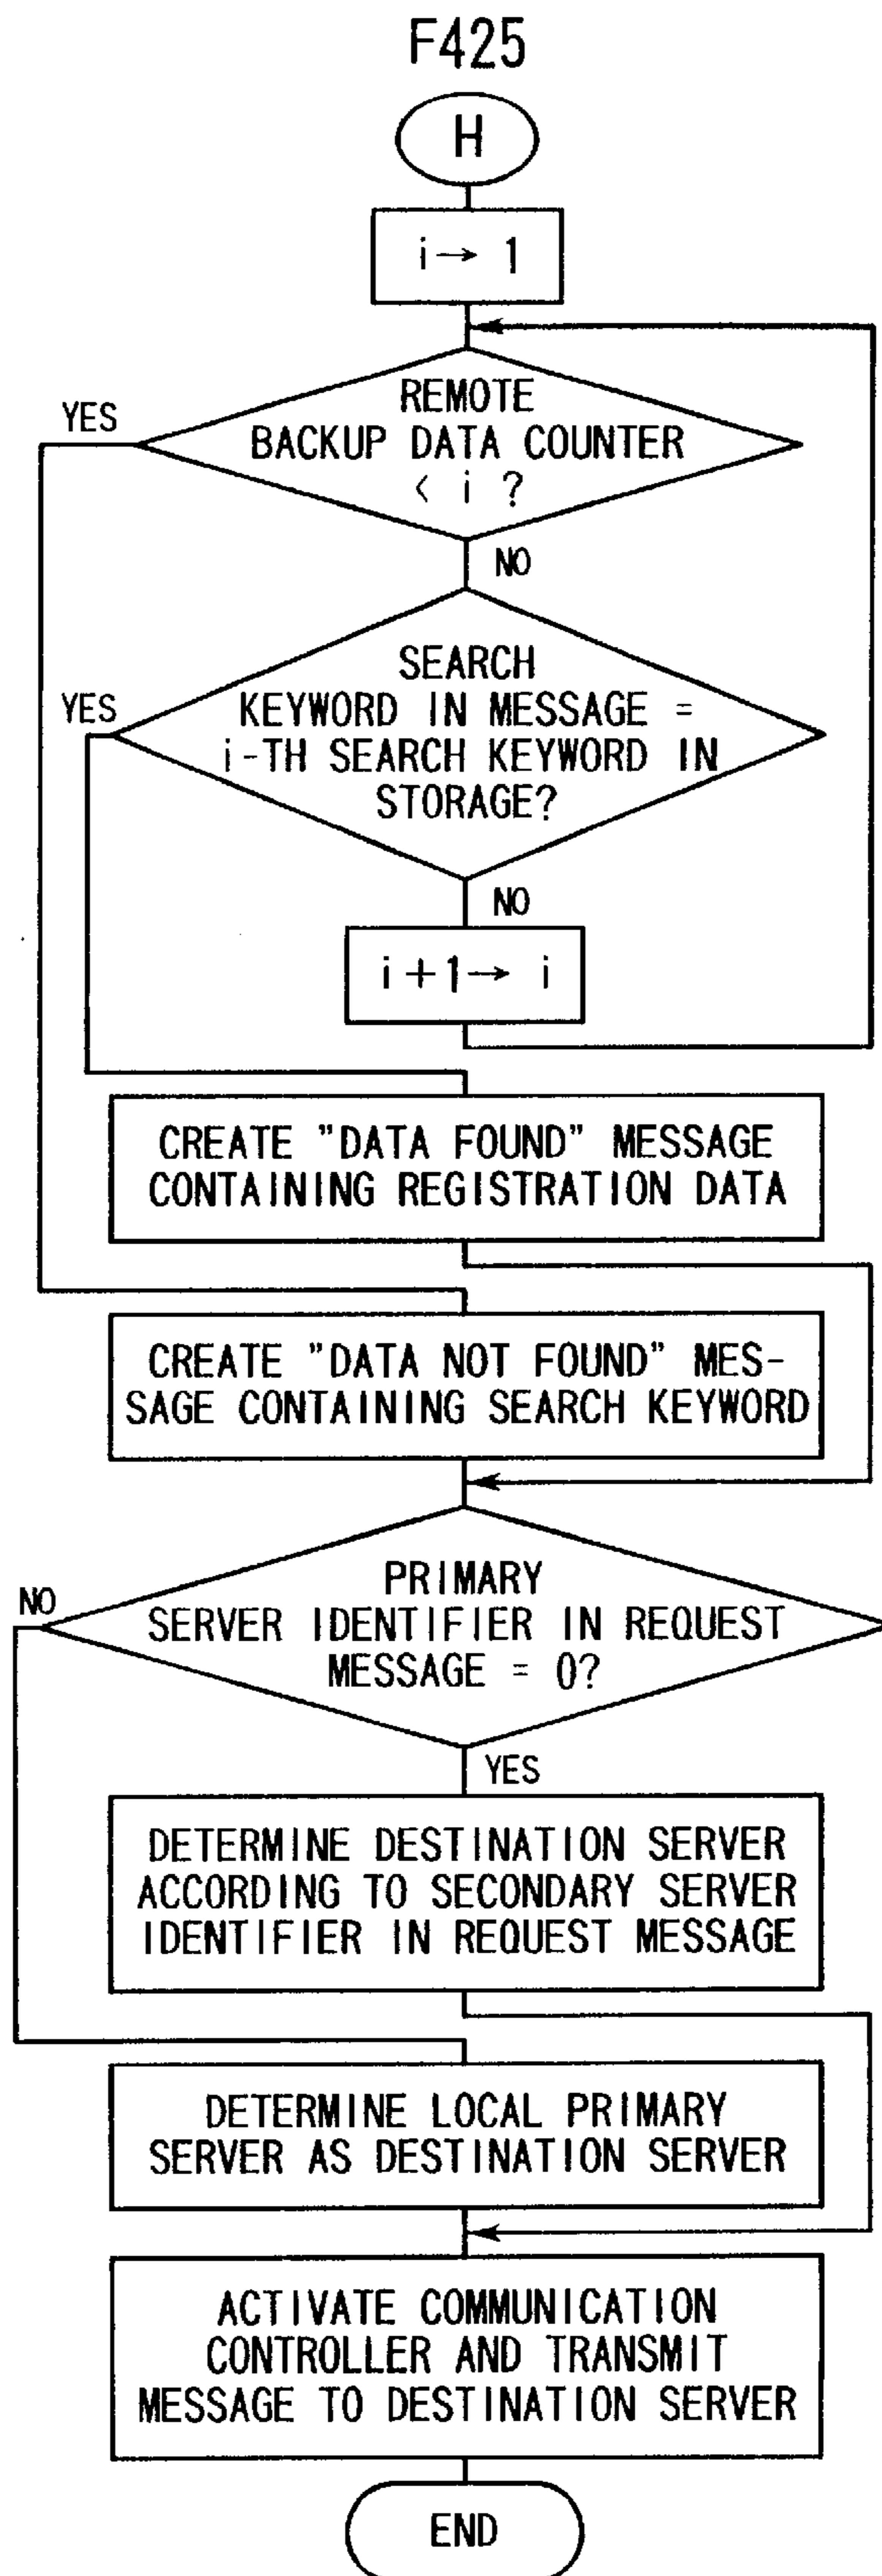 F425
H
i→ 1
REMOTE
YES
BACKUP DATA COUNTER
< i ?
NO
SEARCH
YES
KEYWORD IN MESSAGE =
i-TH SEARCH KEYWORD IN
STORAGE?
NO
i+1→ i
CREATE "DATA FOUND" MESSAGE
CONTAINING REGISTRATION DATA
CREATE "DATA NOT FOUND" MES-
SAGE CONTAINING SEARCH KEYWORD
PRIMARY
NO
SERVER IDENTIFIER IN REQUEST
MESSAGE = 0?
YES
DETERMINE DESTINATION SERVER
ACCORDING TO SECONDARY SERVER
IDENTIFIER IN REQUEST MESSAGE
DETERMINE LOCAL PRIMARY
SERVER AS DESTINATION SERVER
ACTIVATE COMMUNICATION
CONTROLLER AND TRANSMIT
MESSAGE TO DESTINATION SERVER
END